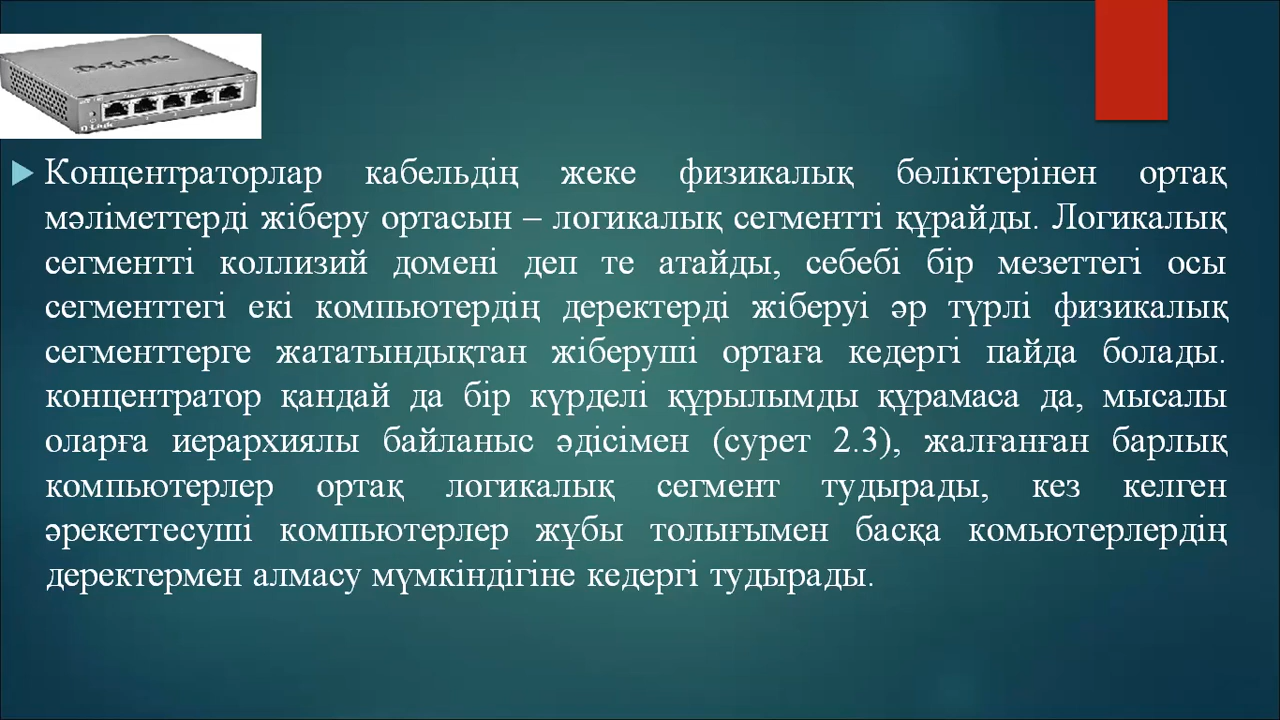 D-Link
D-Link
Концентраторлар кабельдің жеке физикалық бөліктерінен ортақ
мәліметтерді жіберу ортасын – логикалық сегментті құрайды. Логикалық
сегментті коллизий домені деп те атайды, себебі бір мезеттегі осы
сегменттегі екі компьютердің деректерді жіберуі әр түрлі физикалық
сегменттерге жататындықтан жіберуші ортаға кедергі пайда болады.
концентратор қандай да бір күрделі құрылымды құрамаса да, мысалы
оларға иерархиялы байланыс әдісімен (сурет 2.3), жалғанған барлық
компьютерлер ортақ логикалық сегмент тудырады, кез келген
әрекеттесуші компьютерлер жұбы толығымен басқа комьютерлердің
деректермен алмасу мүмкіндігіне кедергі тудырады.